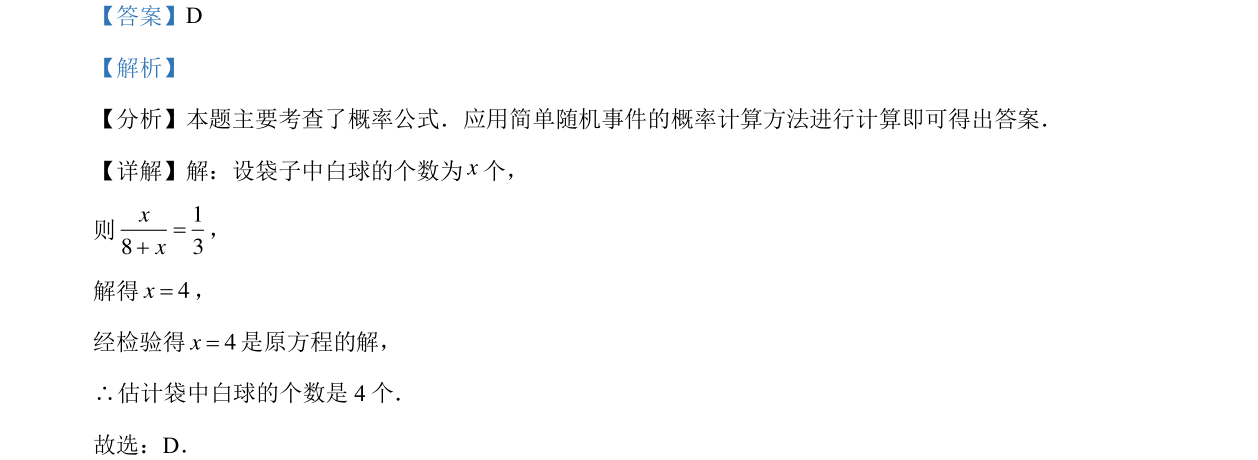 【答案】D
【解析】
【分析】本题主要考查了概率公式．应用简单随机事件的概率计算方法进行计算即可得出答案．
【详解】解：设袋子中白球的个数为 x 个，
则 x/(8+x) = 1/3，
解得 x = 4，
经检验得 x = 4 是原方程的解，
∴估计袋中白球的个数是 4 个．
故选：D．